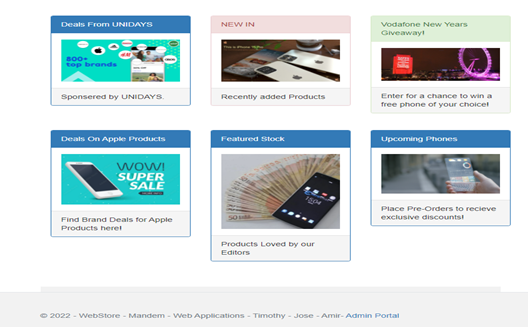 Deals From UNIDAYS
800+
top brands
Sponsered by UNIDAYS.
NEW IN
Recently added Products
Vodafone New Years
Giveaway!
Enter for a chance to win a
free phone of your choice!
Deals On Apple Products
WOW!
SUPER
SALE
Find Brand Deals for Apple
Products here!
Featured Stock
Products Loved by our
Editors
Upcoming Phones
Place Pre-Orders to recieve
exclusive discounts!
© 2022 - WebStore - Mandern - Web Applications - Timothy - Jose - Amir- Admin Portal